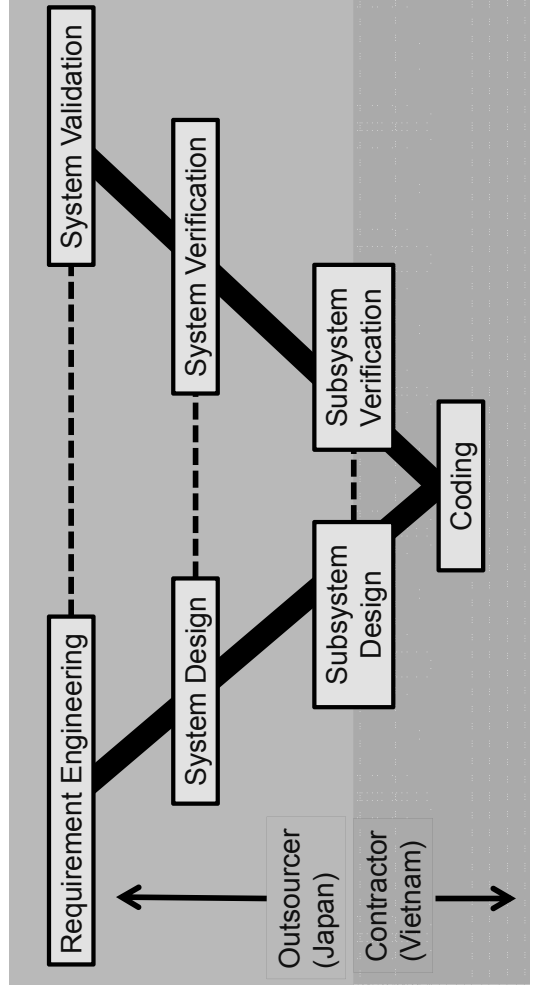 Requirement Engineering
System Validation
System Design
System Verification
Subsystem
Design
Subsystem
Verification
Coding
Outsourcer
(Japan)
Contractor
(Vietnam)